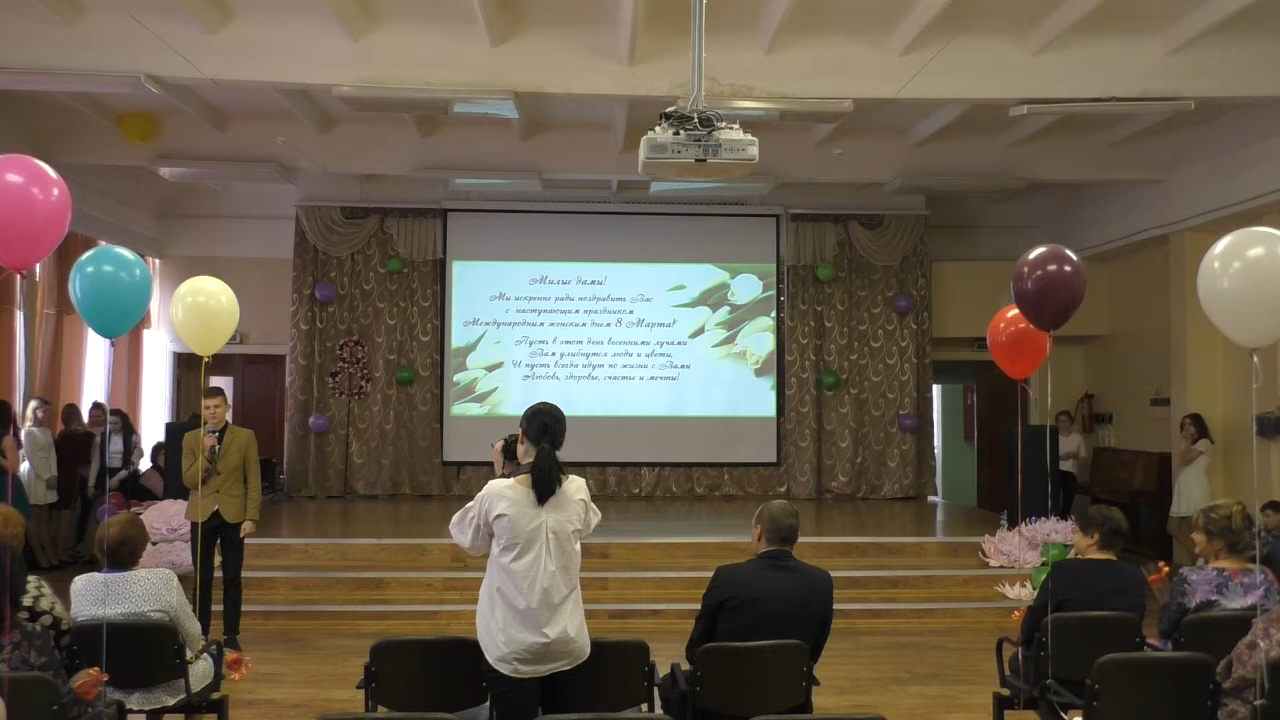 Милые дамы!
Мы искренне рады поздравить Вас
с наступающим праздником
Международным женским днем 8 Марта!
Пусть в этот день весенними лучами
Вам улыбнутся люди и цветы,
И пусть всегда идут по жизни с Вами
Любовь, здоровье, счастье и мечты!